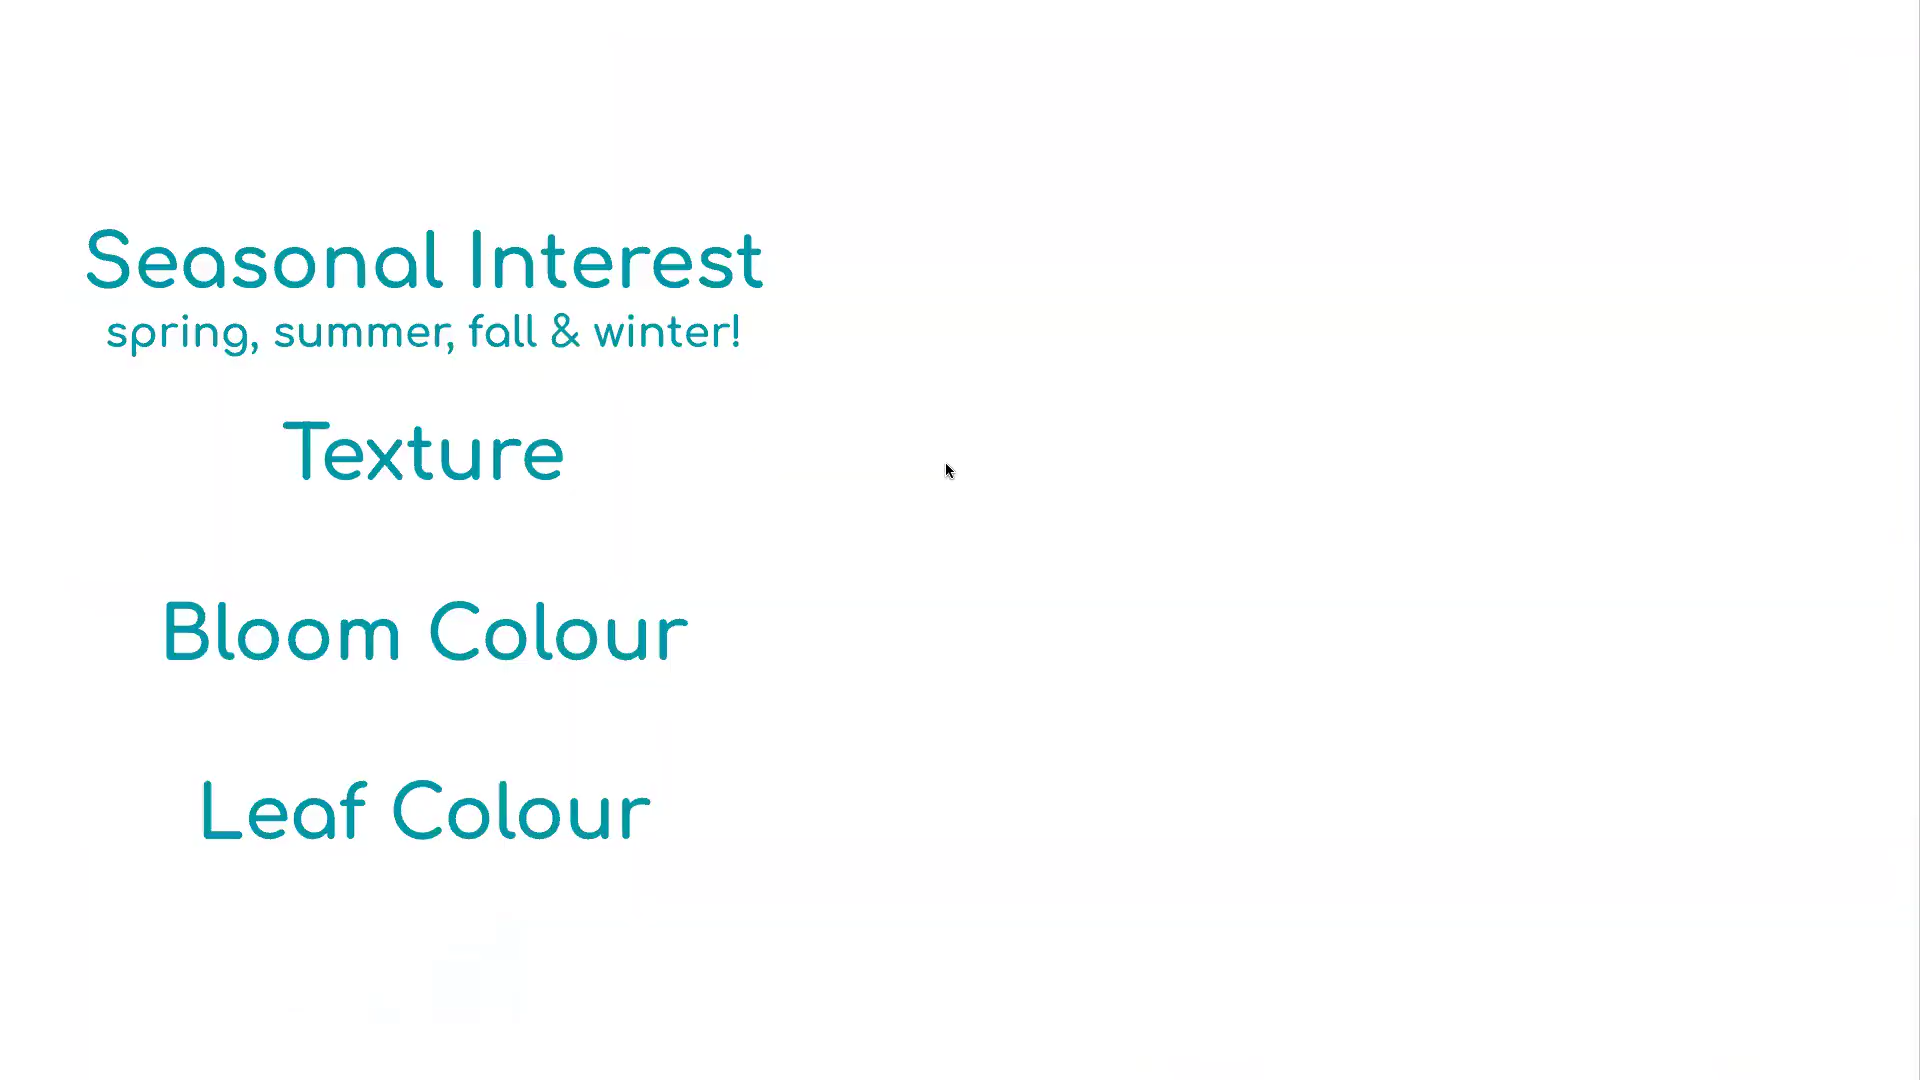 Seasonal Interest
spring, summer, fall & winter!
Texture
Bloom Colour
Leaf Colour